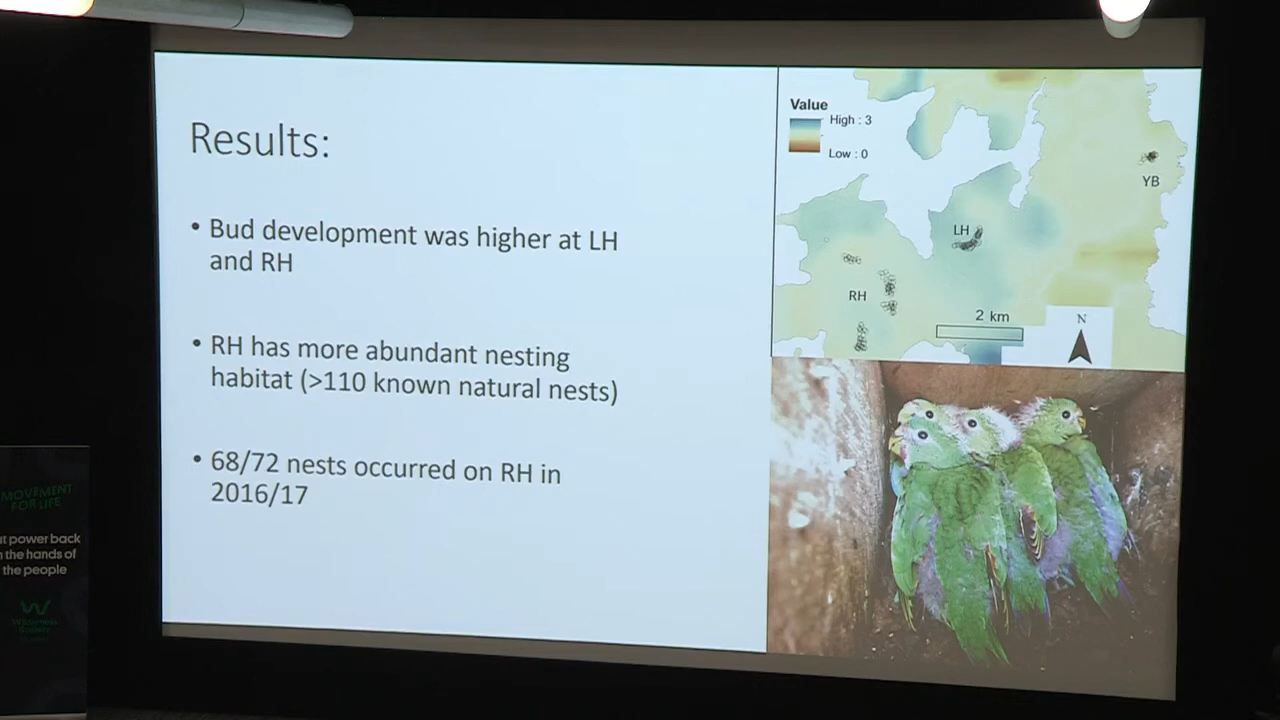 Results:
• Bud development was higher at LH
and RH
• RH has more abundant nesting
habitat (>110 known natural nests)
• 68/72 nests occurred on RH in
2016/17
Value
High : 3
Low : 0
YB
LH
RH
2 km
N
MOVEMENT
FOR LIFE
power back
the hands of
the people
Wilderness
Society